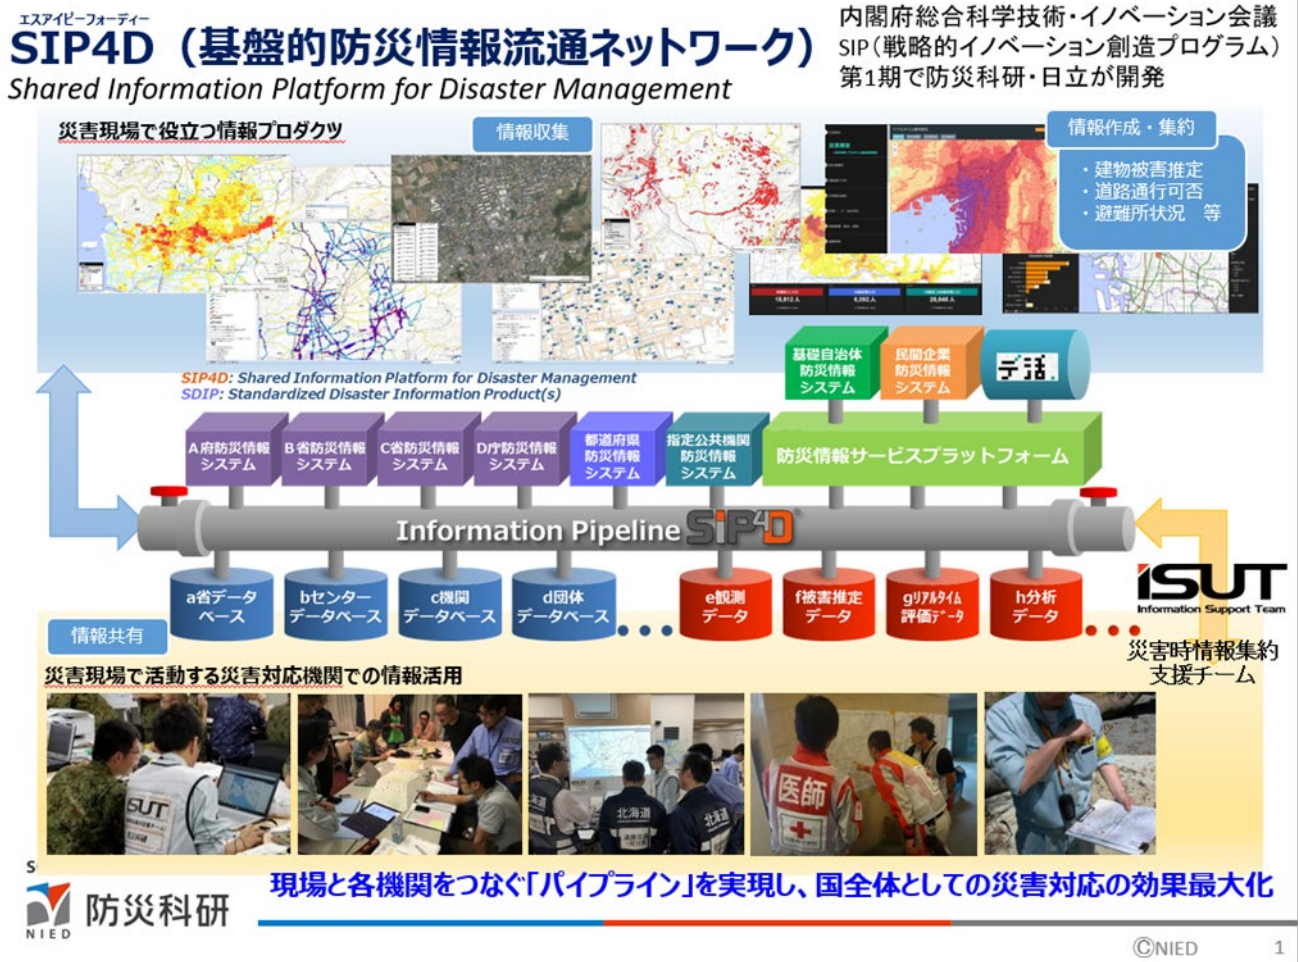 エスアイピーフォーディー
SIP4D（基盤的防災情報流通ネットワーク）
Shared Information Platform for Disaster Management
内閣府総合科学技術・イノベーション会議
SIP（戦略的イノベーション創造プログラム）
第1期で防災科研・日立が開発
災害現場で役立つ情報プロダクツ
情報収集
情報作成・集約
・建物被害推定
・道路通行可否
・避難所状況　等
SIP4D: Shared Information Platform for Disaster Management
SDIP: Standardized Disaster Information Product(s)
基礎自治体
防災情報
システム
民間企業
防災情報
システム
デ活
A府防災情報
システム
B省防災情報
システム
C省防災情報
システム
D庁防災情報
システム
都道府県
防災情報
システム
指定公共機関
防災情報
システム
防災情報サービスプラットフォーム
Information Pipeline SiP4D
a省データ
ベース
bセンター
データベース
c機関
データベース
d団体
データベース
e観測
データ
f被害推定
データ
gリアルタイム
評価データ
h分析
データ
iSUT
Information Support Team
災害時情報集約
支援チーム
情報共有
災害現場で活動する災害対応機関での情報活用
北海道
医師
現場と各機関をつなぐ「パイプライン」を実現し、国全体としての災害対応の効果最大化
NIED
防災科研
ⒸNIED
1